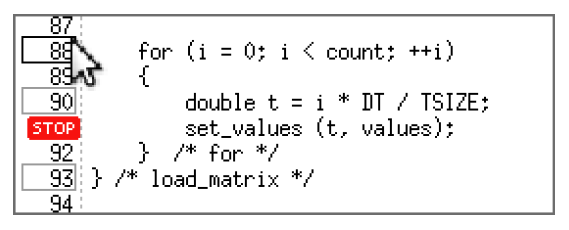 87
88 for (i = 0; i < count; ++i)
89 {
90 double t = i * DT / TSIZE;
STOP set_values (t, values);
92 } /* for */
93 } /* load_matrix */
94